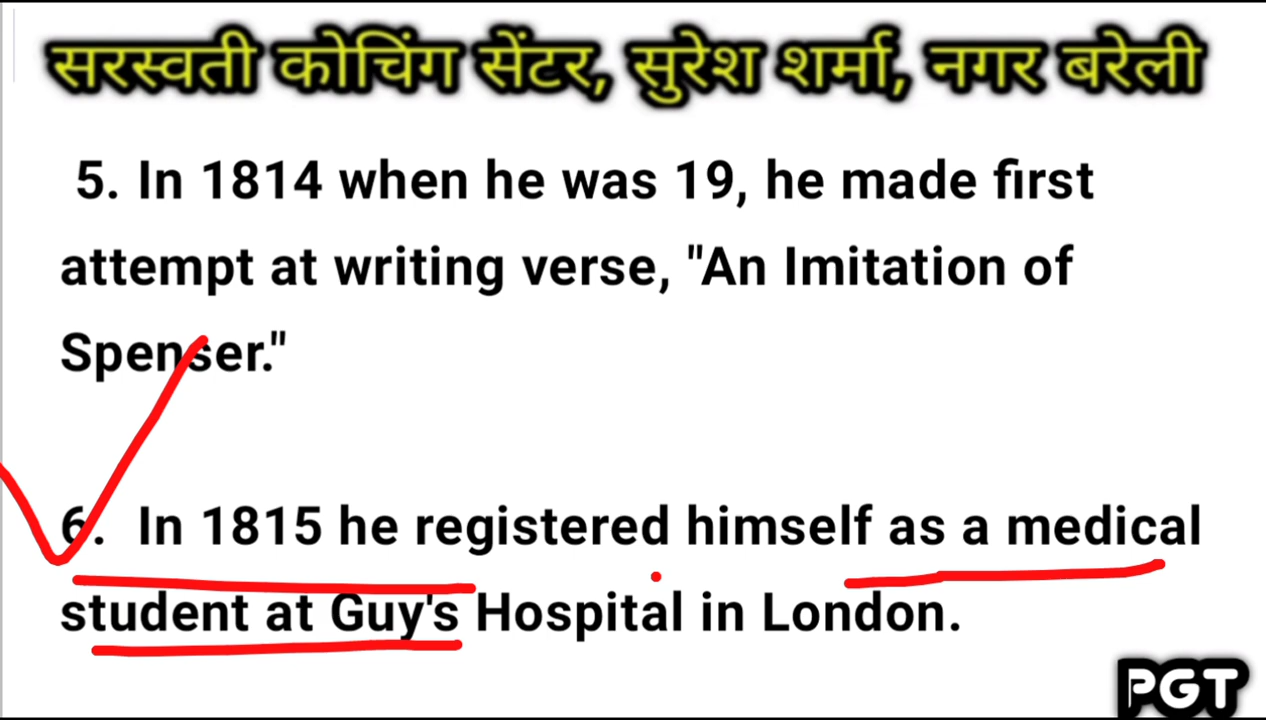 सरस्वती कोचिंग सेंटर, सुरेश शर्मा, नगर बरेली
5. In 1814 when he was 19, he made first
attempt at writing verse, "An Imitation of
Spenser."
6. In 1815 he registered himself as a medical
student at Guy's Hospital in London.
PGT